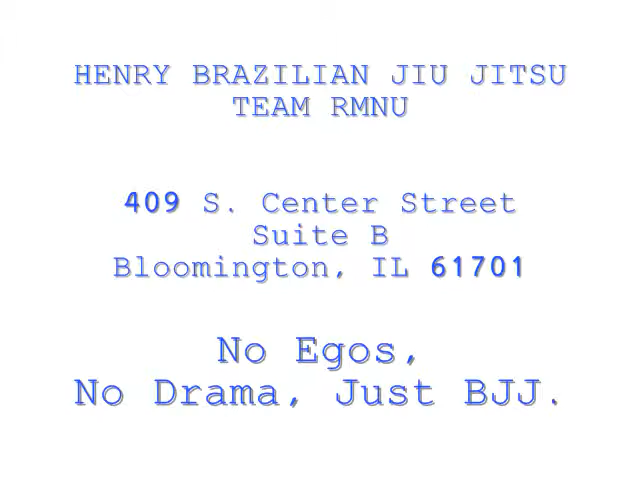 HENRY BRAZILIAN JIU JITSU
TEAM RMNU
409 S. Center Street
Suite B
Bloomington, IL 61701
No Egos,
No Drama, Just BJJ.